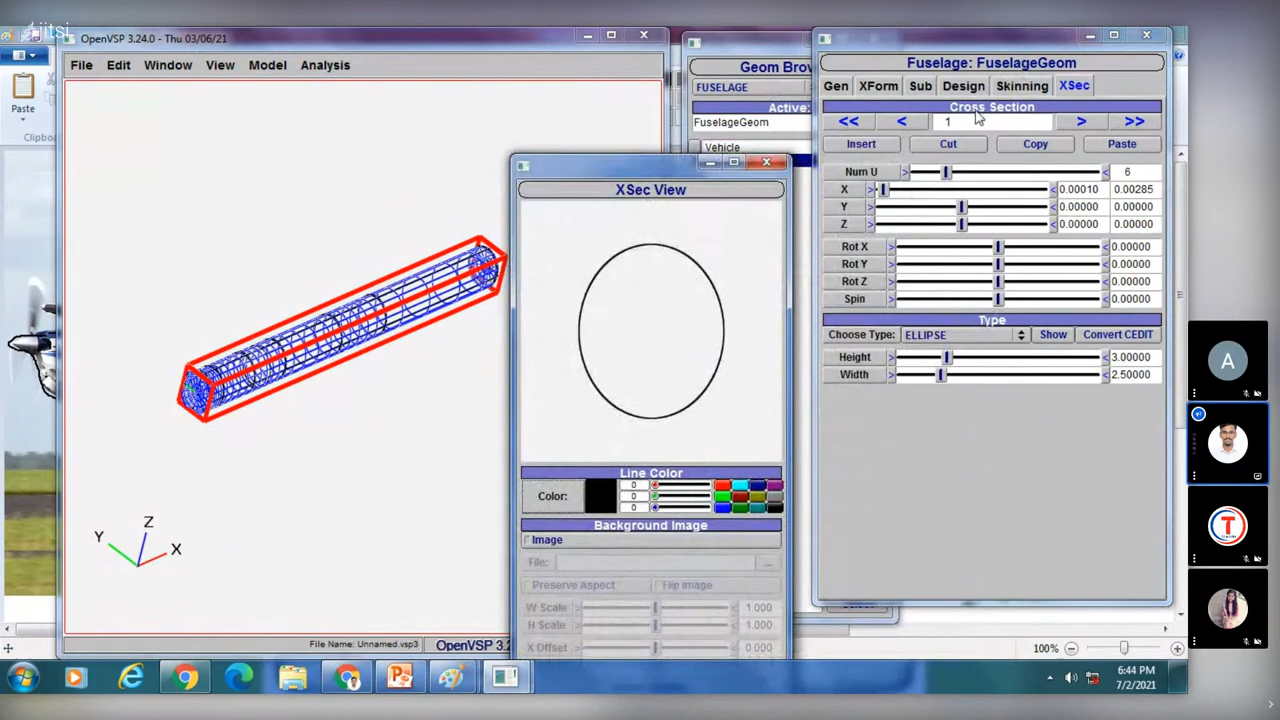 jitsi
OpenVSP 3.24.0 - Thu 03/06/21
File Edit Window View Model Analysis
Paste
Clipboa
Geom Brow
FUSELAGE
Active:
FuselageGeom
Vehicle
Fuselage: FuselageGeom
Gen XForm Sub Design Skinning XSec
Cross Section
<< < 1 > >>
Insert Cut Copy Paste
Num U > < 6
X > < 0.00010 0.00285
Y > < 0.00000 0.00000
Z > < 0.00000 0.00000
Rot X > < 0.00000
Rot Y > < 0.00000
Rot Z > < 0.00000
Spin > < 0.00000
Type
Choose Type: ELLIPSE Show Convert CEDIT
Height > < 3.00000
Width > < 2.50000
XSec View
Line Color
Color: 0
0
0
Background Image
Image
File: ...
Preserve Aspect Flip Image
W Scale > < 1.000
H Scale > < 1.000
X Offset > < 0.000
Z
Y
X
File Name: Unnamed.vsp3 OpenVSP 3.2
100%
A
T
6:44 PM
7/2/2021